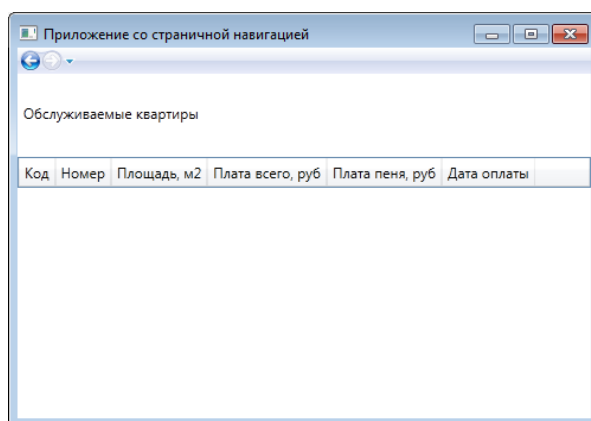 Приложение со страничной навигацией
Обслуживаемые квартиры
Код Номер Площадь, м2 Плата всего, руб Плата пеня, руб Дата оплаты